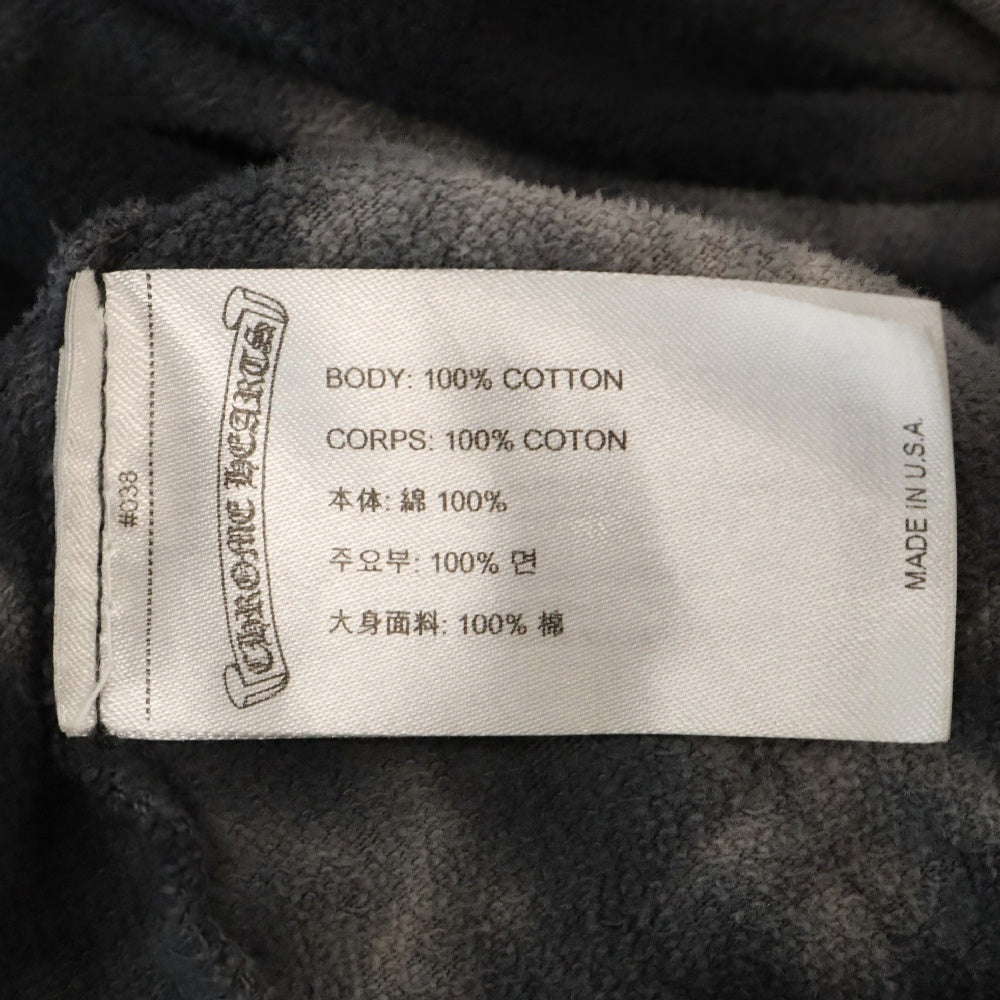 #038
CHROME HEARTS
BODY: 100% COTTON
CORPS: 100% COTON
本体: 綿 100%
주요부: 100% 면
大身面料: 100% 棉
MADE IN U.S.A.